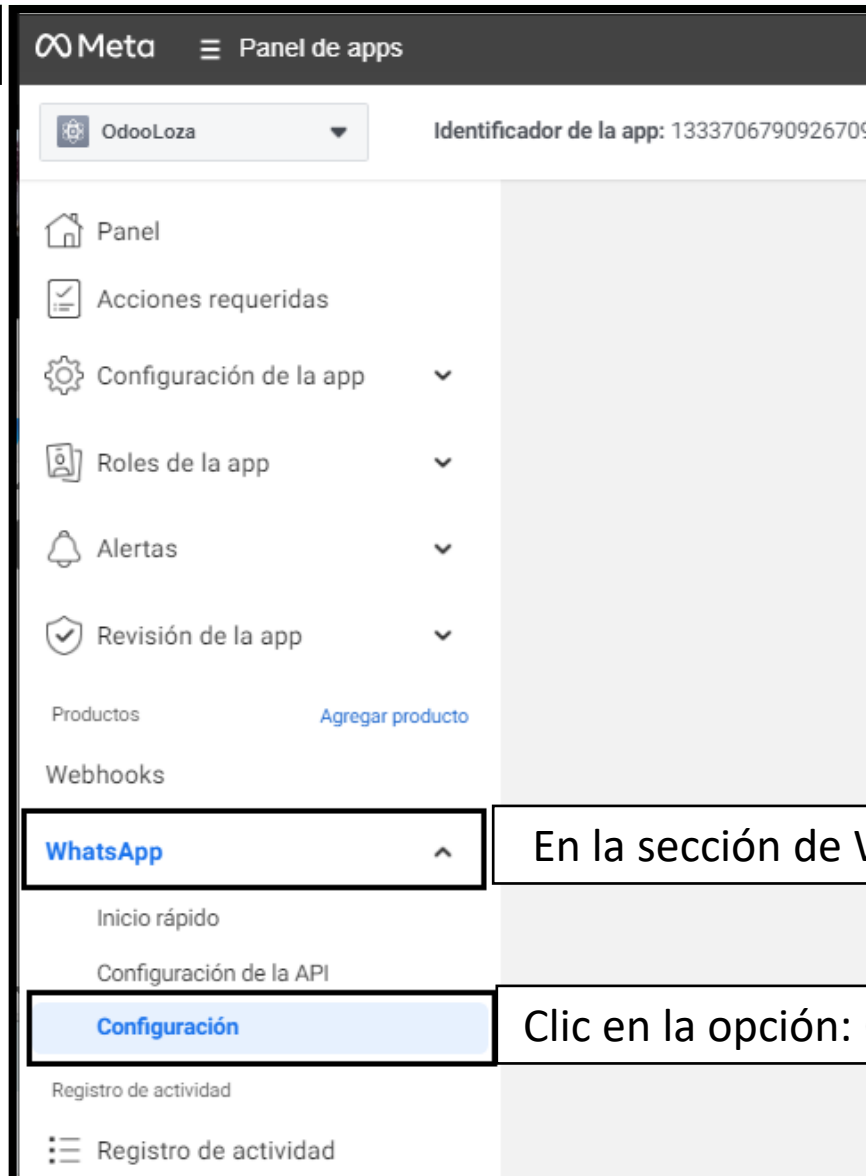 Meta
Panel de apps
OdooLoza
Identificador de la app: 1333706790926709
Panel
Acciones requeridas
Configuración de la app
Roles de la app
Alertas
Revisión de la app
Productos
Agregar producto
Webhooks
WhatsApp
En la sección de
Inicio rápido
Configuración de la API
Configuración
Clic en la opción:
Registro de actividad
Registro de actividad